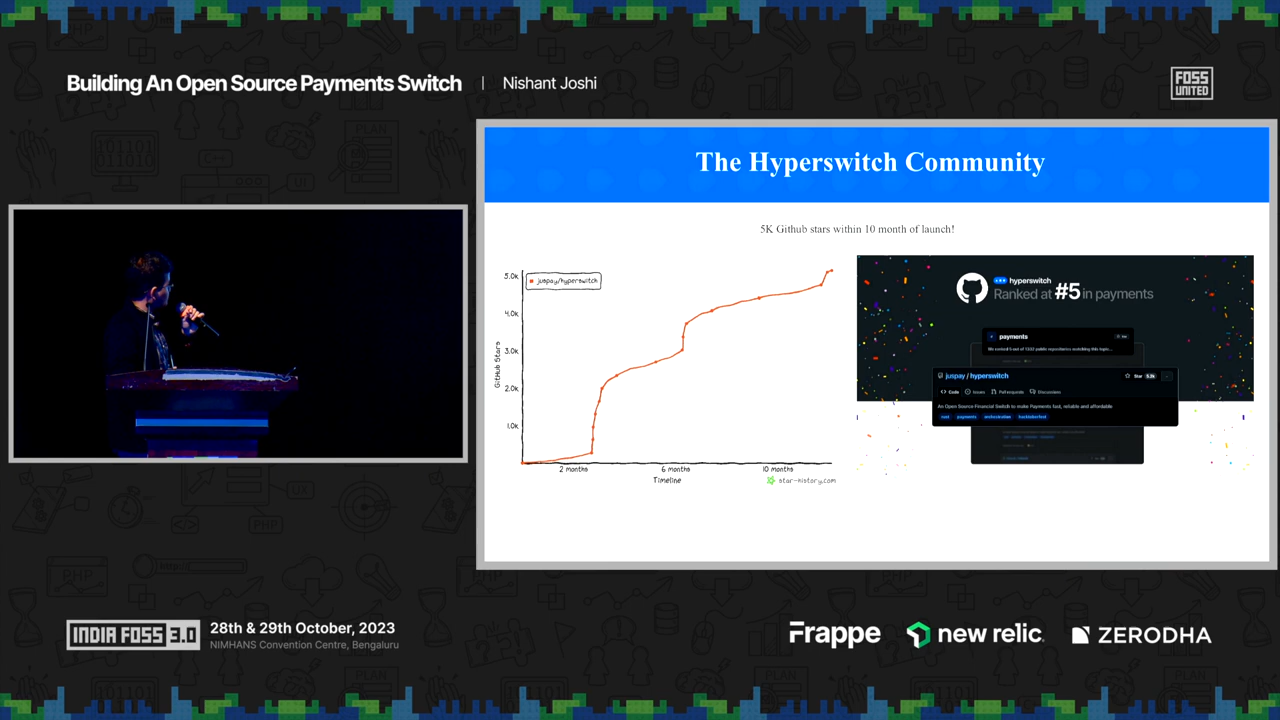 Building An Open Source Payments Switch | Nishant Joshi
FOSS
UNITED
The Hyperswitch Community
5K Github stars within 10 month of launch!
juspay/hyperswitch
5.0k
4.0k
3.0k
2.0k
1.0k
GitHub Stars
2 months
6 months
10 months
Timeline
star-history.com
hyperswitch
Ranked at #5 in payments
payments
juspay / hyperswitch
Star
Code
Issues
Pull requests
Discussions
An Open Source Financial Switch to make Payments fast, reliable and affordable
rust
payments
orchestration
hacktoberfest
INDIA FOSS 3.0
28th & 29th October, 2023
NIMHANS Convention Centre, Bengaluru
Frappe
new relic
ZERODHA